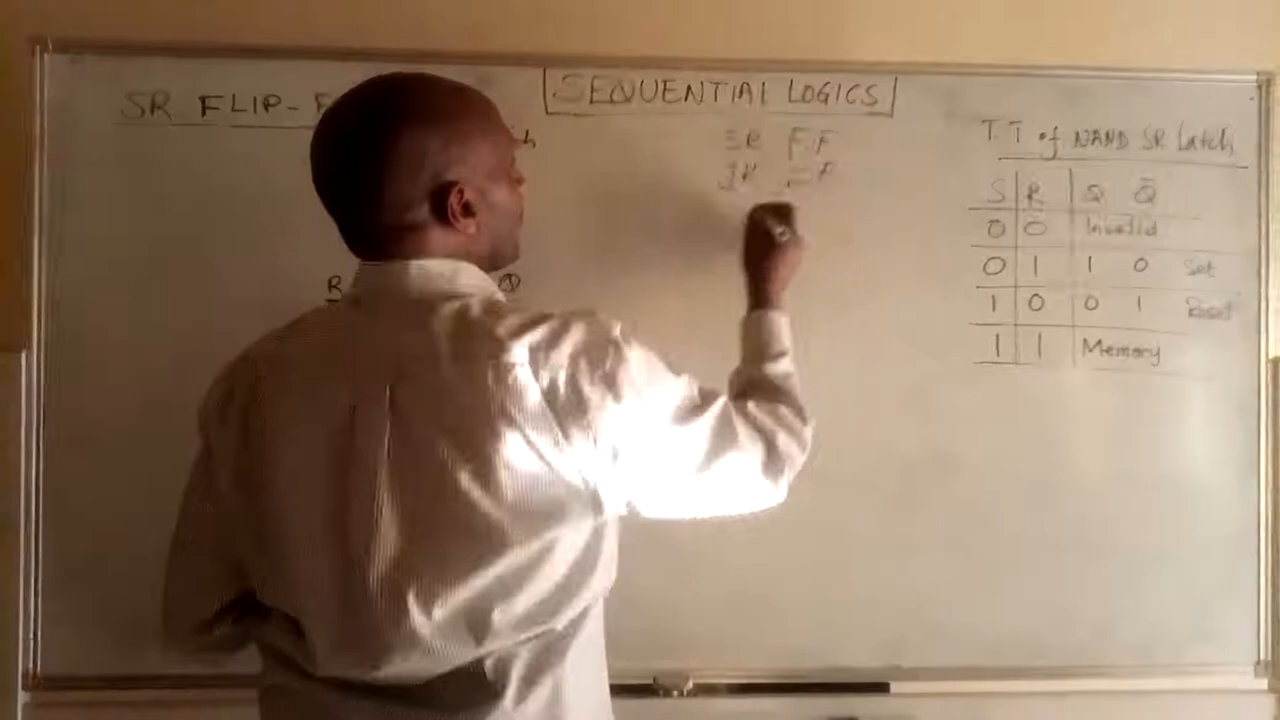 SEQUENTIAL LOGICS
SR FLIP-F
SR F.F
JK F F
T.T of NAND SR Latch
S R Q Q̄
0 0 Invalid
0 1 1 0 Set
1 0 0 1 Reset
1 1 Memory
R Q